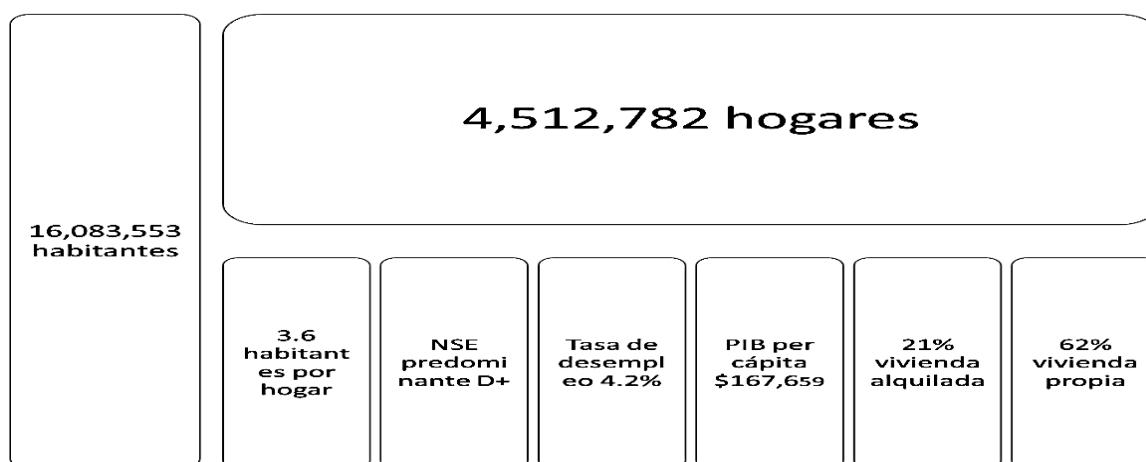 16,083,553
habitantes
4,512,782 hogares
3.6
habitant
es por
hogar
NSE
predomi
nante D+
Tasa de
desempl
eo 4.2%
PIB per
cápita
$167,659
21%
vivienda
alquilada
62%
vivienda
propia